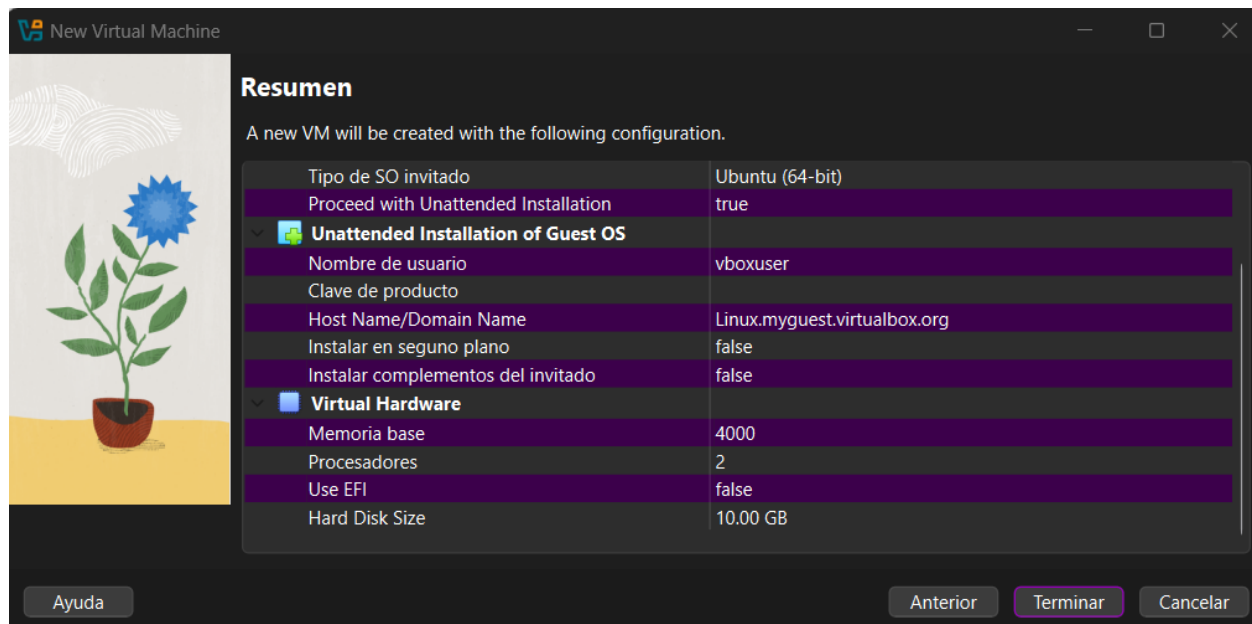 New Virtual Machine
Resumen
A new VM will be created with the following configuration.
Tipo de SO invitado Ubuntu (64-bit)
Proceed with Unattended Installation true
Unattended Installation of Guest OS
Nombre de usuario vboxuser
Clave de producto
Host Name/Domain Name Linux.myguest.virtualbox.org
Instalar en seguno plano false
Instalar complementos del invitado false
Virtual Hardware
Memoria base 4000
Procesadores 2
Use EFI false
Hard Disk Size 10.00 GB
Ayuda Anterior Terminar Cancelar